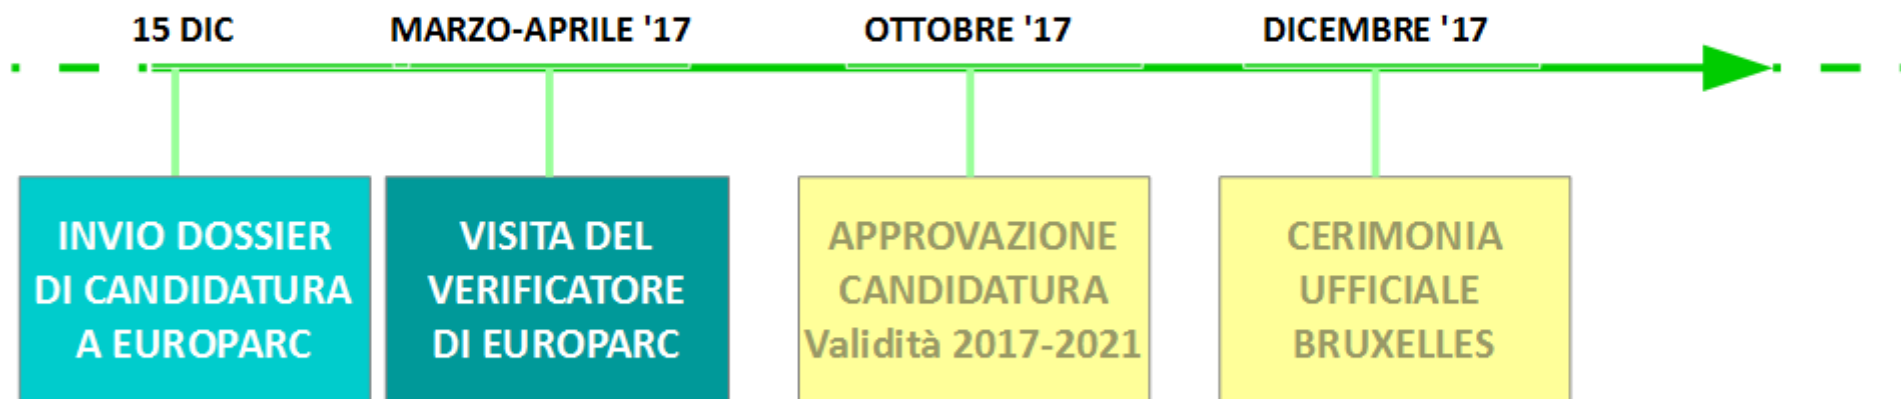 15 DIC
MARZO-APRILE '17
OTTOBRE '17
DICEMBRE '17
INVIO DOSSIER
DI CANDIDATURA
A EUROPARC
VISITA DEL
VERIFICATORE
DI EUROPARC
APPROVAZIONE
CANDIDATURA
Validità 2017-2021
CERIMONIA
UFFICIALE
BRUXELLES